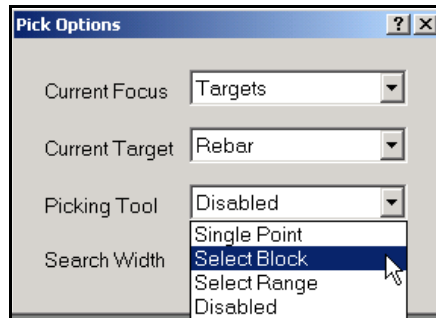 Pick Options
Current Focus Targets
Current Target Rebar
Picking Tool Disabled
Single Point
Search Width Select Block
Select Range
Disabled